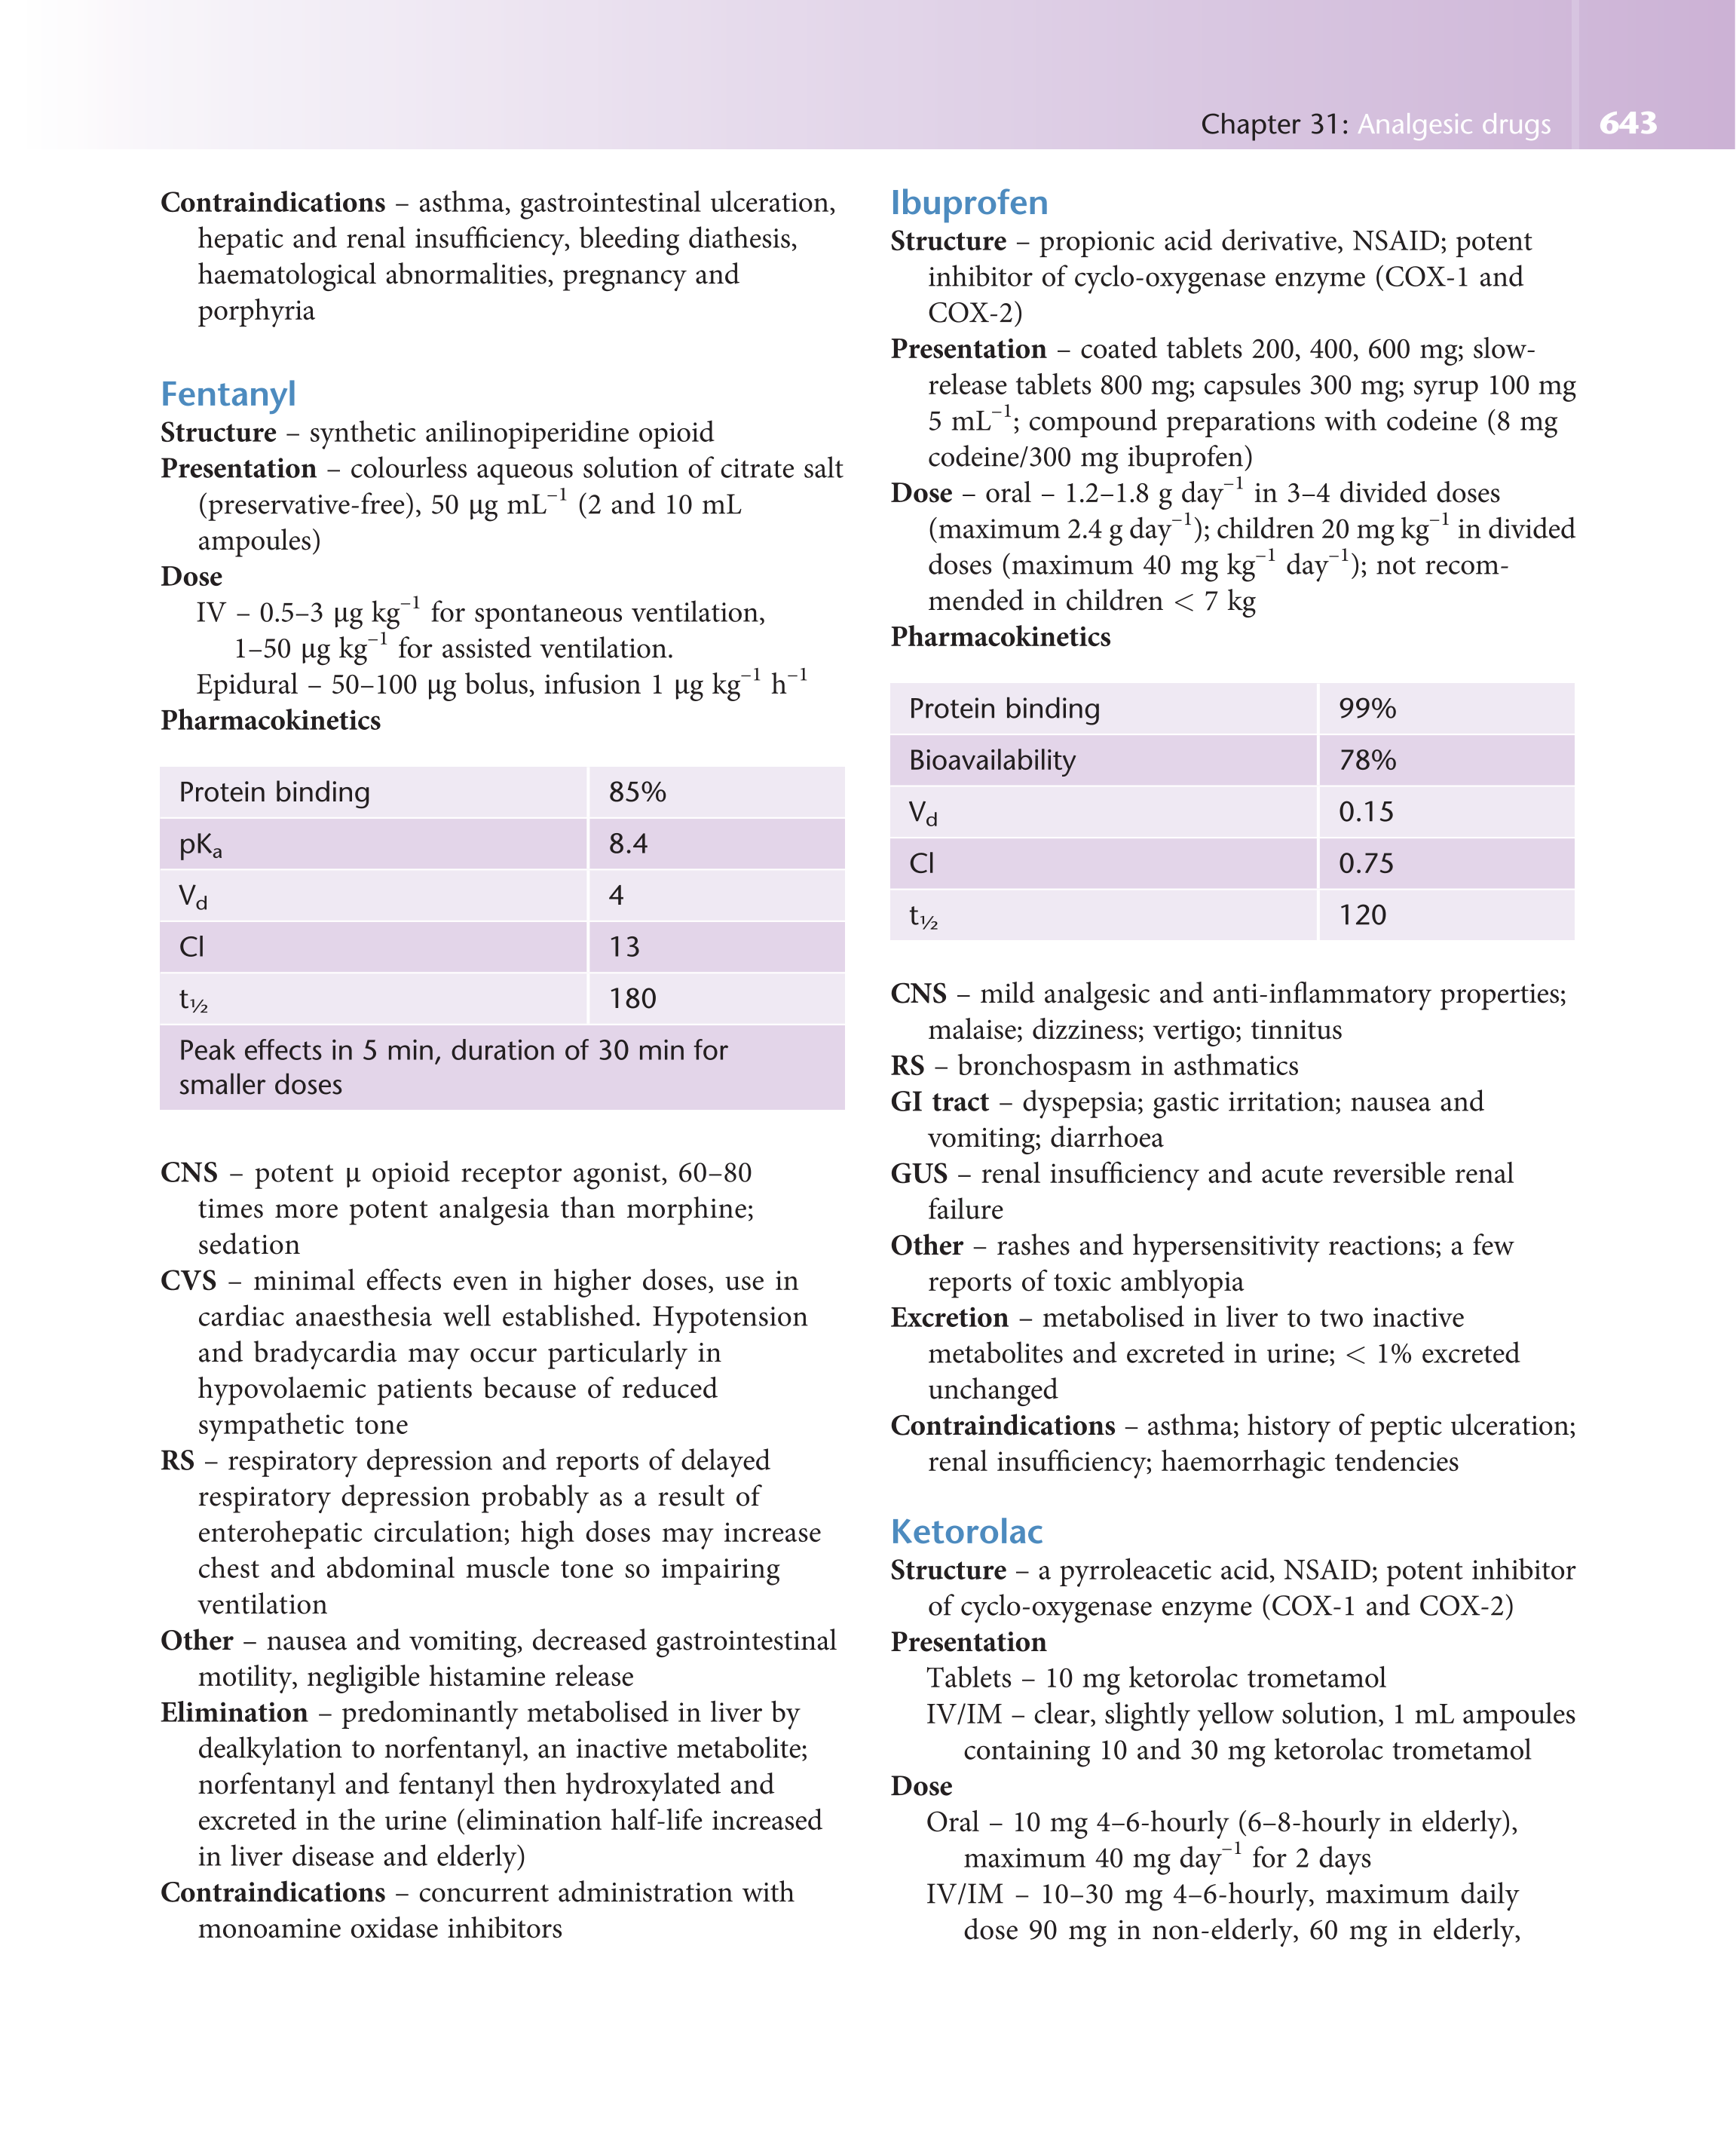 Chapter 31: Analgesic drugs 643
Contraindications – asthma, gastrointestinal ulceration,
hepatic and renal insufficiency, bleeding diathesis,
haematological abnormalities, pregnancy and
porphyria
Fentanyl
Structure – synthetic anilinopiperidine opioid
Presentation – colourless aqueous solution of citrate salt
(preservative-free), 50 μg mL⁻¹ (2 and 10 mL
ampoules)
Dose
IV – 0.5–3 μg kg⁻¹ for spontaneous ventilation,
1–50 μg kg⁻¹ for assisted ventilation.
Epidural – 50–100 μg bolus, infusion 1 μg kg⁻¹ h⁻¹
Pharmacokinetics
Protein binding 85%
pKₐ 8.4
V_d 4
Cl 13
t½ 180
Peak effects in 5 min, duration of 30 min for
smaller doses
CNS – potent μ opioid receptor agonist, 60–80
times more potent analgesia than morphine;
sedation
CVS – minimal effects even in higher doses, use in
cardiac anaesthesia well established. Hypotension
and bradycardia may occur particularly in
hypovolaemic patients because of reduced
sympathetic tone
RS – respiratory depression and reports of delayed
respiratory depression probably as a result of
enterohepatic circulation; high doses may increase
chest and abdominal muscle tone so impairing
ventilation
Other – nausea and vomiting, decreased gastrointestinal
motility, negligible histamine release
Elimination – predominantly metabolised in liver by
dealkylation to norfentanyl, an inactive metabolite;
norfentanyl and fentanyl then hydroxylated and
excreted in the urine (elimination half-life increased
in liver disease and elderly)
Contraindications – concurrent administration with
monoamine oxidase inhibitors
Ibuprofen
Structure – propionic acid derivative, NSAID; potent
inhibitor of cyclo-oxygenase enzyme (COX-1 and
COX-2)
Presentation – coated tablets 200, 400, 600 mg; slow-
release tablets 800 mg; capsules 300 mg; syrup 100 mg
5 mL⁻¹; compound preparations with codeine (8 mg
codeine/300 mg ibuprofen)
Dose – oral – 1.2–1.8 g day⁻¹ in 3–4 divided doses
(maximum 2.4 g day⁻¹); children 20 mg kg⁻¹ in divided
doses (maximum 40 mg kg⁻¹ day⁻¹); not recom-
mended in children < 7 kg
Pharmacokinetics
Protein binding 99%
Bioavailability 78%
V_d 0.15
Cl 0.75
t½ 120
CNS – mild analgesic and anti-inflammatory properties;
malaise; dizziness; vertigo; tinnitus
RS – bronchospasm in asthmatics
GI tract – dyspepsia; gastic irritation; nausea and
vomiting; diarrhoea
GUS – renal insufficiency and acute reversible renal
failure
Other – rashes and hypersensitivity reactions; a few
reports of toxic amblyopia
Excretion – metabolised in liver to two inactive
metabolites and excreted in urine; < 1% excreted
unchanged
Contraindications – asthma; history of peptic ulceration;
renal insufficiency; haemorrhagic tendencies
Ketorolac
Structure – a pyrroleacetic acid, NSAID; potent inhibitor
of cyclo-oxygenase enzyme (COX-1 and COX-2)
Presentation
Tablets – 10 mg ketorolac trometamol
IV/IM – clear, slightly yellow solution, 1 mL ampoules
containing 10 and 30 mg ketorolac trometamol
Dose
Oral – 10 mg 4–6-hourly (6–8-hourly in elderly),
maximum 40 mg day⁻¹ for 2 days
IV/IM – 10–30 mg 4–6-hourly, maximum daily
dose 90 mg in non-elderly, 60 mg in elderly,